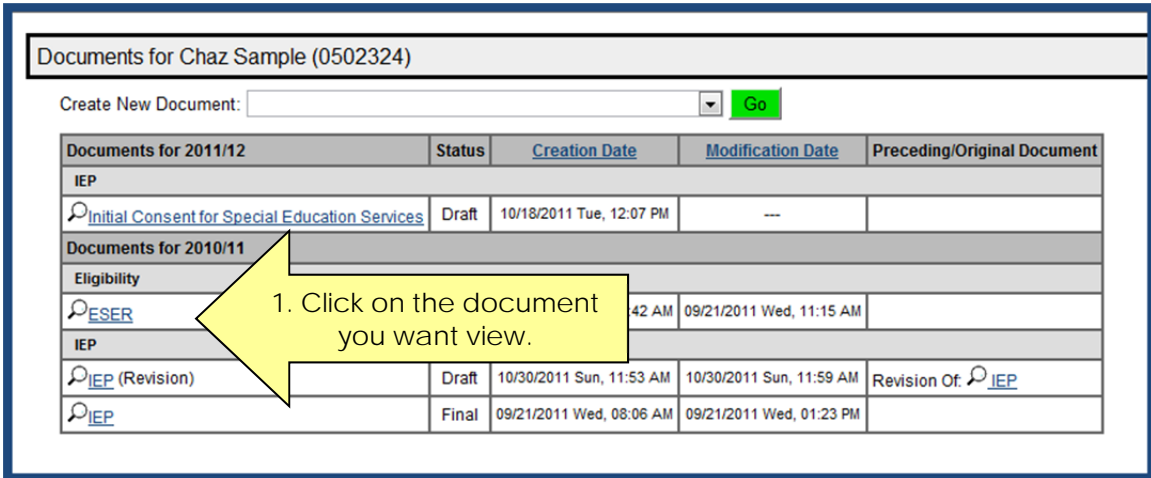 Documents for Chaz Sample (0502324)
Create New Document: Go
Documents for 2011/12 Status Creation Date Modification Date Preceding/Original Document
IEP
Initial Consent for Special Education Services Draft 10/18/2011 Tue, 12:07 PM ---
Documents for 2010/11
Eligibility
ESER :42 AM 09/21/2011 Wed, 11:15 AM
1. Click on the document
you want view.
IEP
IEP (Revision) Draft 10/30/2011 Sun, 11:53 AM 10/30/2011 Sun, 11:59 AM Revision Of: IEP
IEP Final 09/21/2011 Wed, 08:06 AM 09/21/2011 Wed, 01:23 PM